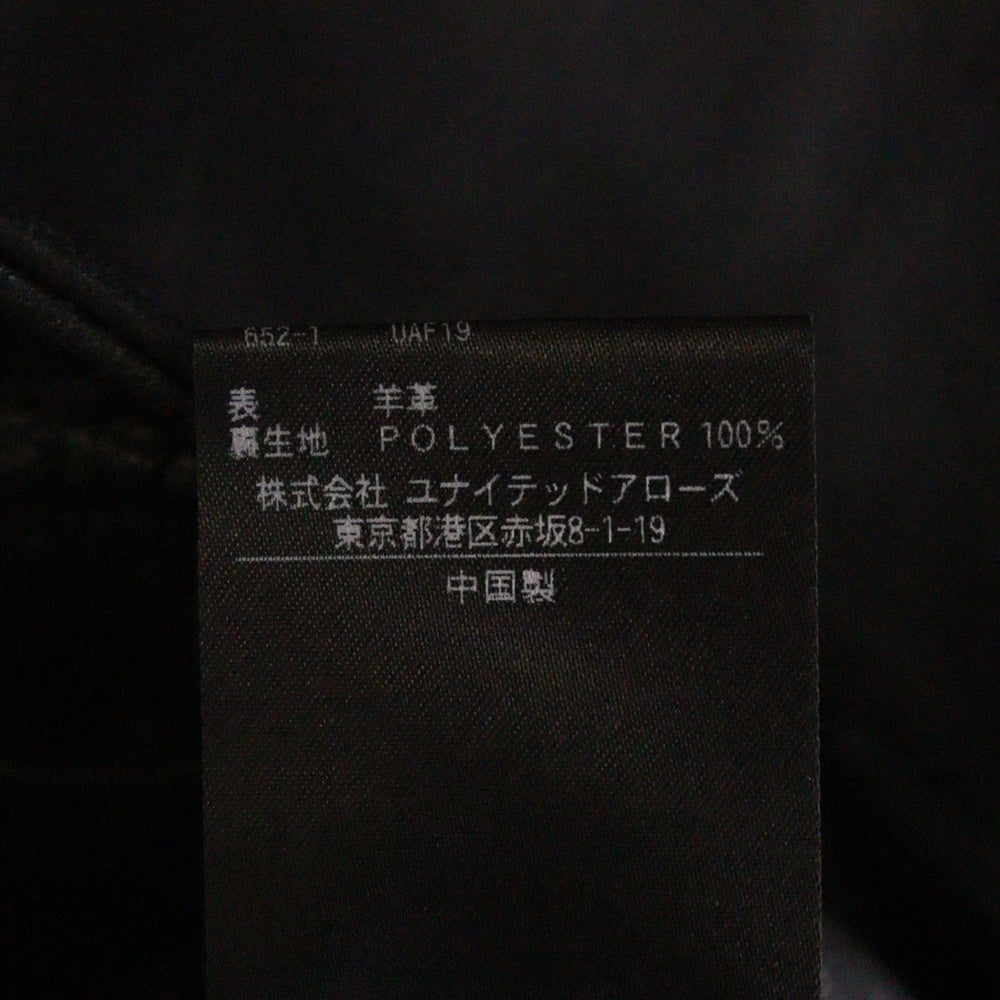 652-1 UAF19
表 羊革
裏生地 POLYESTER 100%
株式会社 ユナイテッドアローズ
東京都港区赤坂8-1-19
中国製